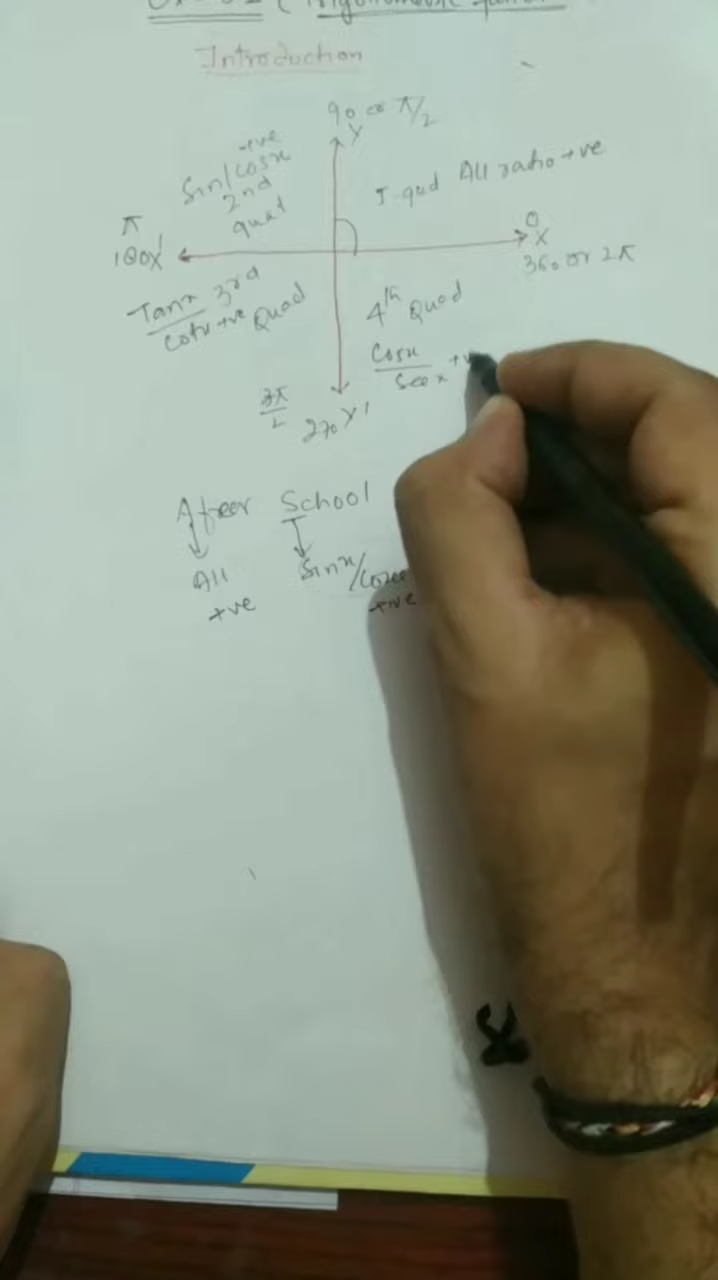 Introduction
90 or π/2
Y
+ve
Sin/Cosx
2nd
quad
I quad All ratio +ve
π
180 X'
0
X
360 or 2π
Tanx 3rd
Cotx +ve Quad
4th Quad
Cosx
Secx +v
3π/2
270 Y'
After School
All
+ve
Sinx/Cosec
+ve